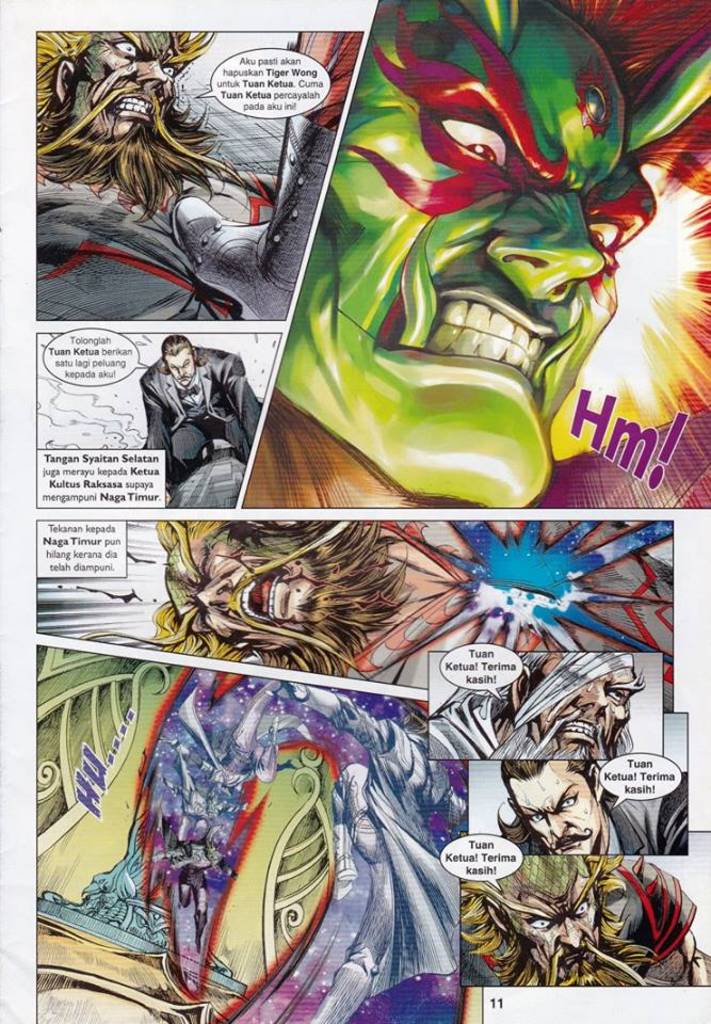 Aku pasti akan
hapuskan Tiger Wong
untuk Tuan Ketua. Cuma
Tuan Ketua percayalah
pada aku ini!
Hm!
Tolonglah
Tuan Ketua berikan
satu lagi peluang
kepada aku!
Tangan Syaitan Selatan
juga merayu kepada Ketua
Kultus Raksasa supaya
mengampuni Naga Timur.
Tekanan kepada
Naga Timur pun
hilang kerana dia
telah diampuni.
Tuan
Ketua! Terima
kasih!
Hu.....
Tuan
Ketua! Terima
kasih!
Tuan
Ketua! Terima
kasih!
11